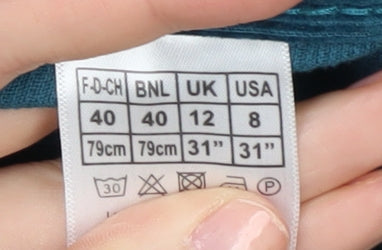 F-D-CH BNL UK USA
40 40 12 8
79cm 79cm 31” 31”
30 P